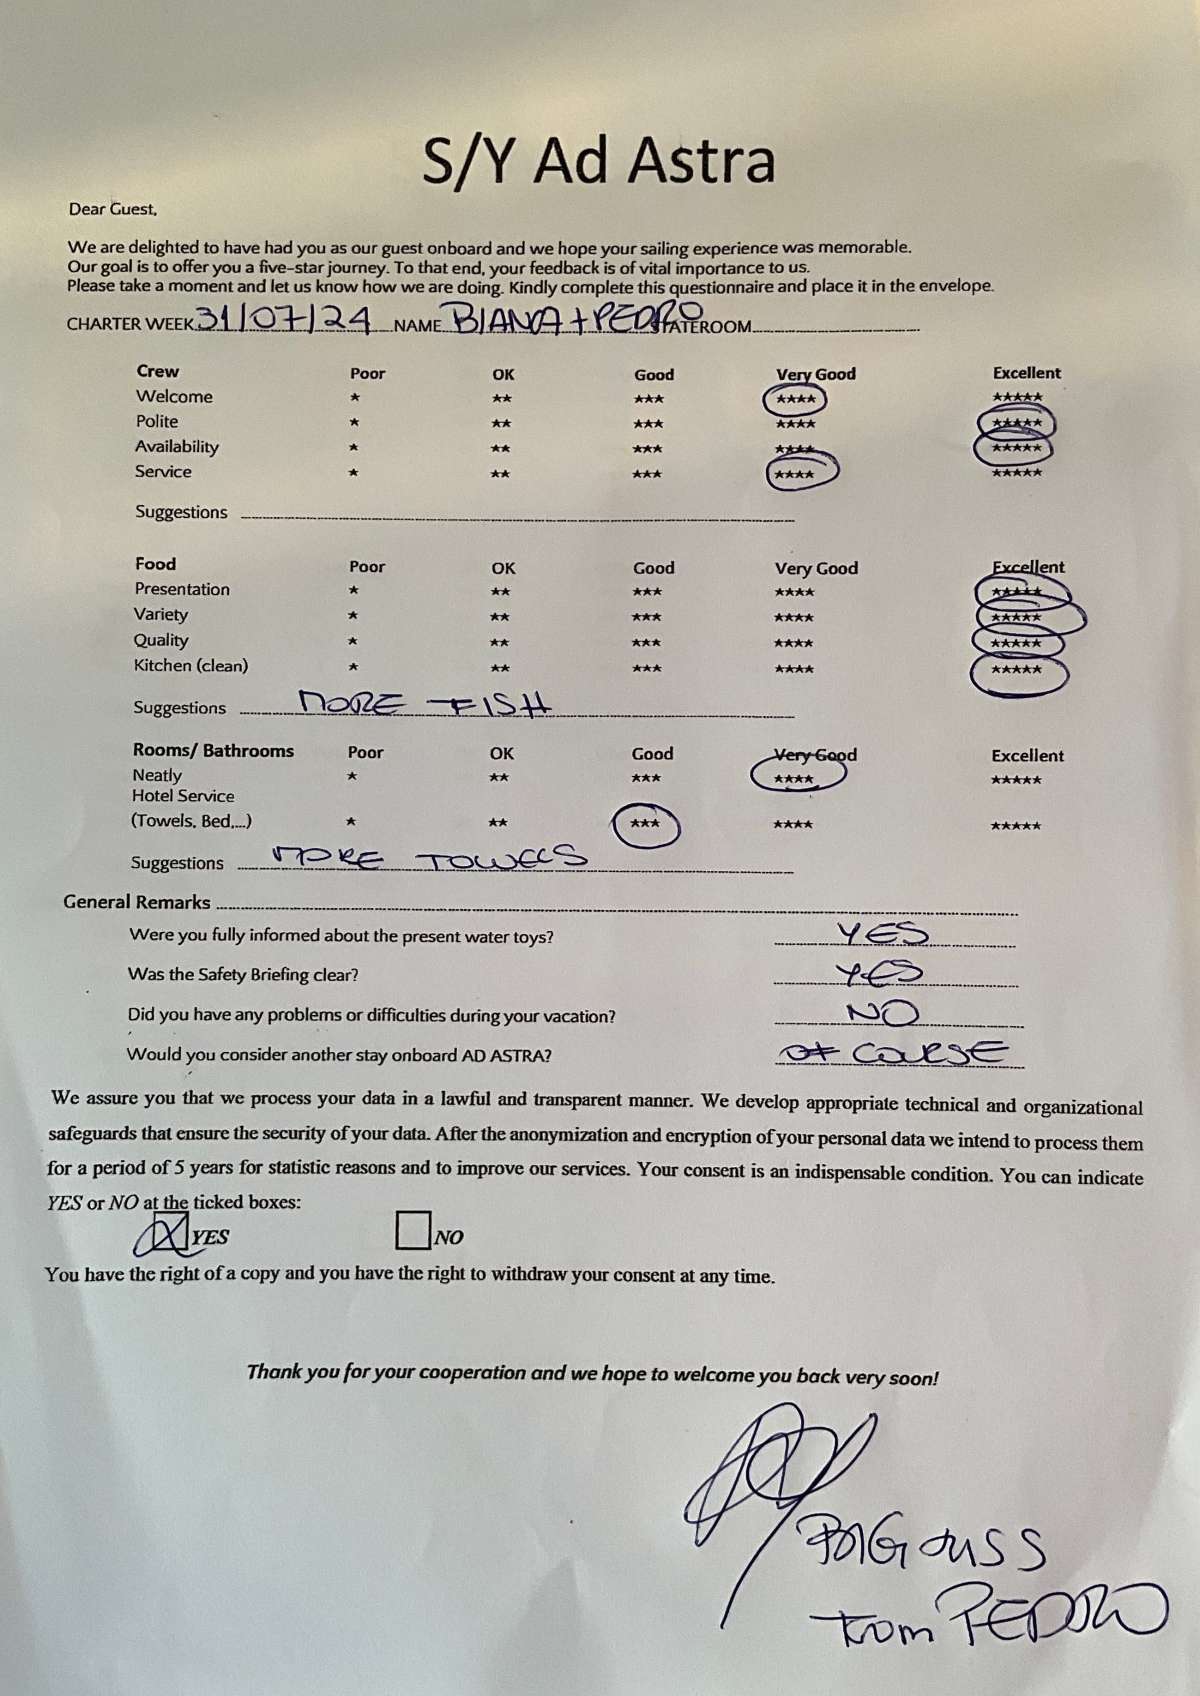 S/Y Ad Astra
Dear Guest,
We are delighted to have had you as our guest onboard and we hope your sailing experience was memorable.
Our goal is to offer you a five-star journey. To that end, your feedback is of vital importance to us.
Please take a moment and let us know how we are doing. Kindly complete this questionnaire and place it in the envelope.
CHARTER WEEK 31/07/24 NAME BIANCA + PEDRO STATEROOM
Crew Poor OK Good Very Good Excellent
Welcome ★ ★★ ★★★ ★★★★ ★★★★★
Polite ★ ★★ ★★★ ★★★★ ★★★★★
Availability ★ ★★ ★★★ ★★★★ ★★★★★
Service ★ ★★ ★★★ ★★★★ ★★★★★
Suggestions
Food Poor OK Good Very Good Excellent
Presentation ★ ★★ ★★★ ★★★★ ★★★★★
Variety ★ ★★ ★★★ ★★★★ ★★★★★
Quality ★ ★★ ★★★ ★★★★ ★★★★★
Kitchen (clean) ★ ★★ ★★★ ★★★★ ★★★★★
Suggestions MORE FISH
Rooms/ Bathrooms Poor OK Good Very Good Excellent
Neatly ★ ★★ ★★★ ★★★★ ★★★★★
Hotel Service
(Towels, Bed,...) ★ ★★ ★★★ ★★★★ ★★★★★
Suggestions MORE TOWELS
General Remarks
Were you fully informed about the present water toys? YES
Was the Safety Briefing clear? YES
Did you have any problems or difficulties during your vacation? NO
Would you consider another stay onboard AD ASTRA? OF COURSE
We assure you that we process your data in a lawful and transparent manner. We develop appropriate technical and organizational
safeguards that ensure the security of your data. After the anonymization and encryption of your personal data we intend to process them
for a period of 5 years for statistic reasons and to improve our services. Your consent is an indispensable condition. You can indicate
YES or NO at the ticked boxes:
YES NO
You have the right of a copy and you have the right to withdraw your consent at any time.
Thank you for your cooperation and we hope to welcome you back very soon!
from PEDRO